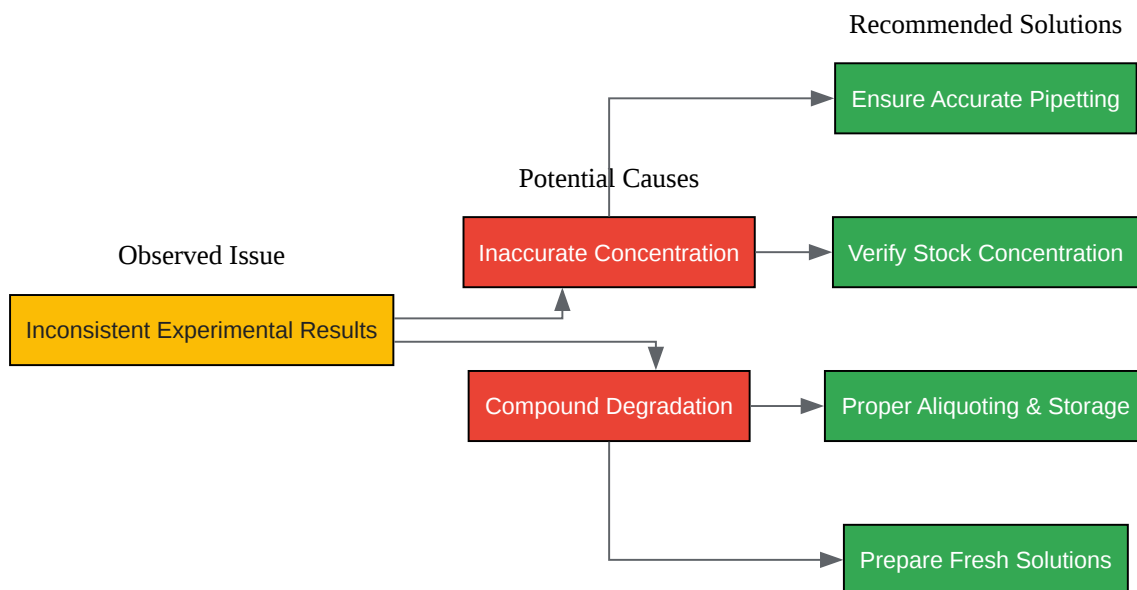 Recommended Solutions
Ensure Accurate Pipetting
Potential Causes
Inaccurate Concentration
Verify Stock Concentration
Observed Issue
Inconsistent Experimental Results
Compound Degradation
Proper Aliquoting & Storage
Prepare Fresh Solutions